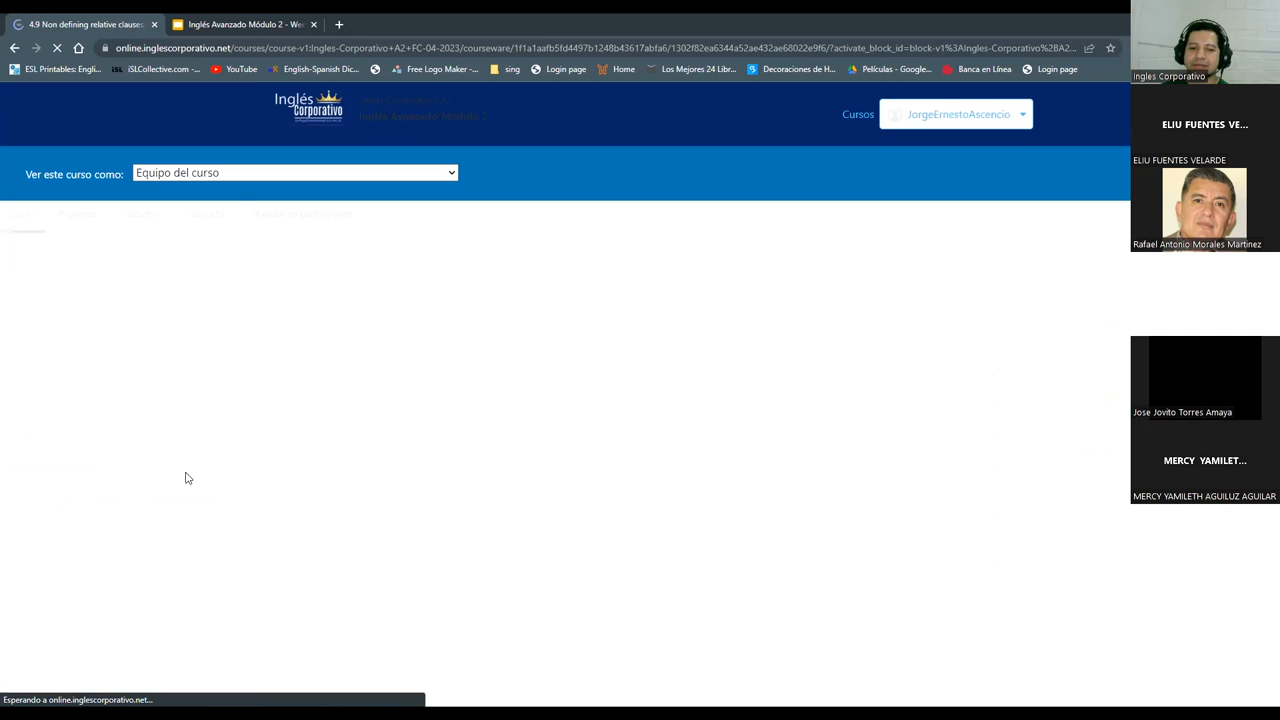 4.9 Non defining relative clauses
Inglés Avanzado Módulo 2 - We
online.inglescorporativo.net/courses/course-v1:Ingles-Corporativo+A2+FC-04-2023/courseware/1f1a1aafb5fd4497b1248b43617abfa6/1302f82ea6344a52ae432ae68022e9f6/?activate_block_id=block-v1%3AIngles-Corporativo%2BA2...
ESL Printables: Engli...
iSLCollective.com -...
YouTube
English-Spanish Dic...
Free Logo Maker -...
sing
Login page
Home
Los Mejores 24 Libr...
Decoraciones de H...
Películas - Google...
Banca en Línea
Login page
Inglés
Corporativo
Inglés Avanzado Módulo 2
Cursos
JorgeErnestoAscencio
Ver este curso como:
Equipo del curso
Esperando a online.inglescorporativo.net...
Ingles Corporativo
ELIU FUENTES VE...
ELIU FUENTES VELARDE
Rafael Antonio Morales Martinez
Jose Jovito Torres Amaya
MERCY YAMILET...
MERCY YAMILETH AGUILUZ AGUILAR